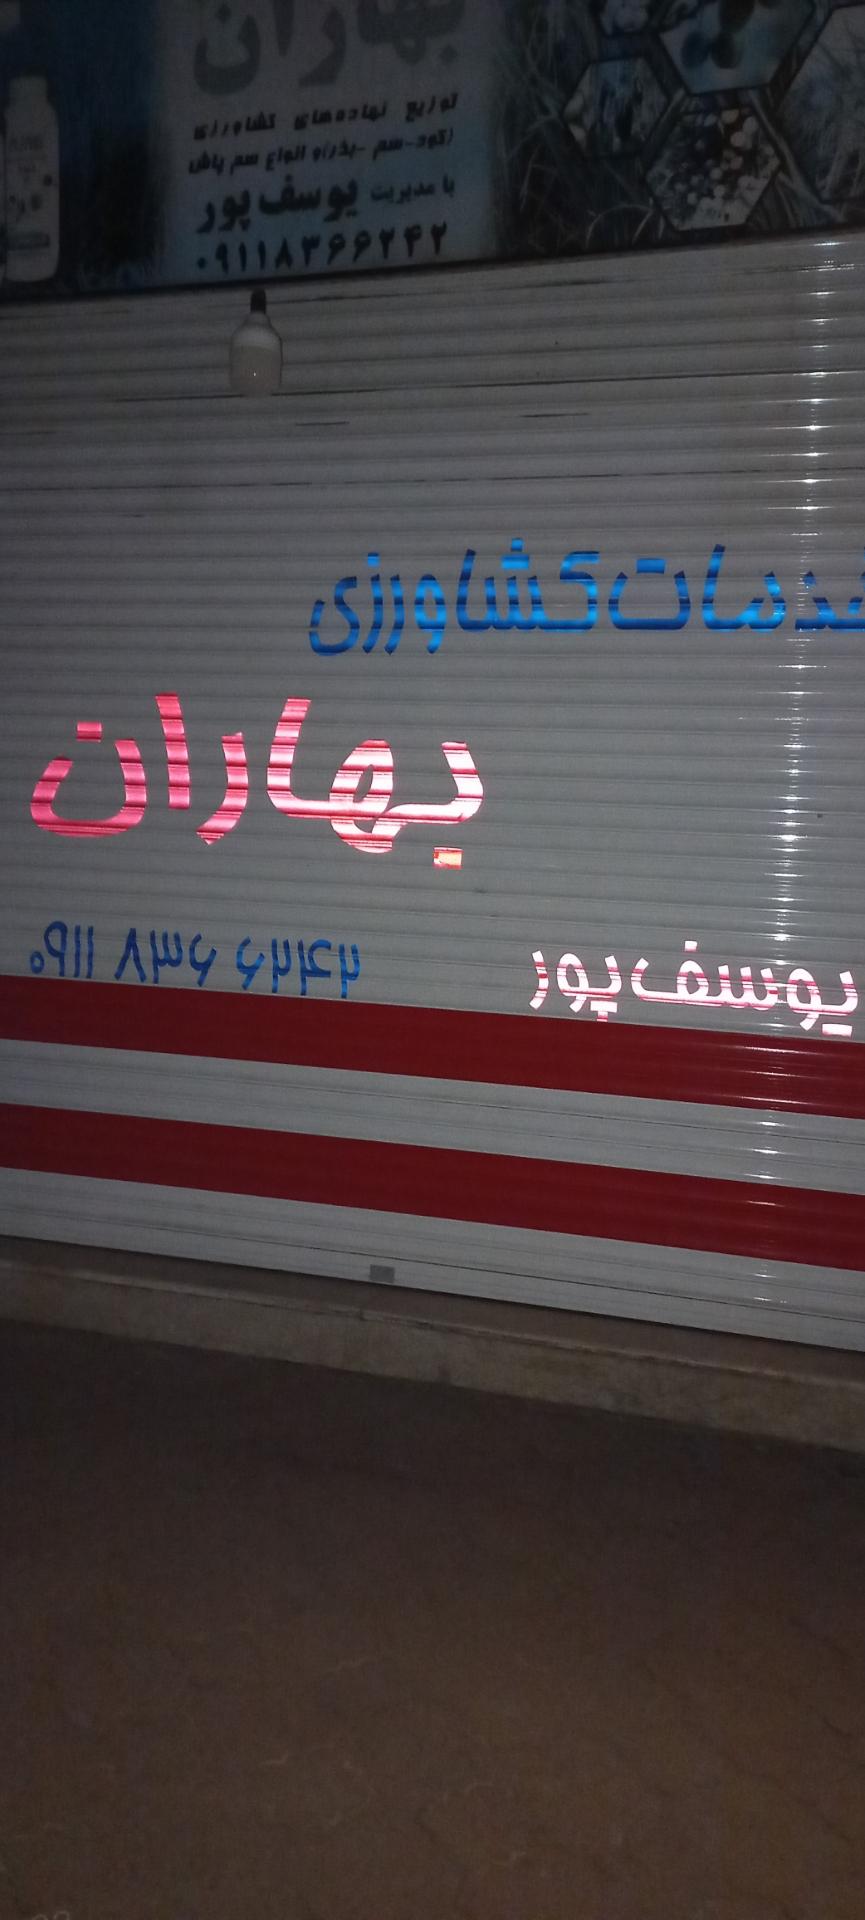 بهاران
توزیع نهاده‌های کشاورزی
(کود-سم-بذر) و انواع سم پاش
با مدیریت یوسف پور
۰۹۱۱۸۳۶۶۲۴۲
خدمات کشاورزی
بهاران
یوسف پور
۰۹۱۱ ۸۳۶ ۶۲۴۲